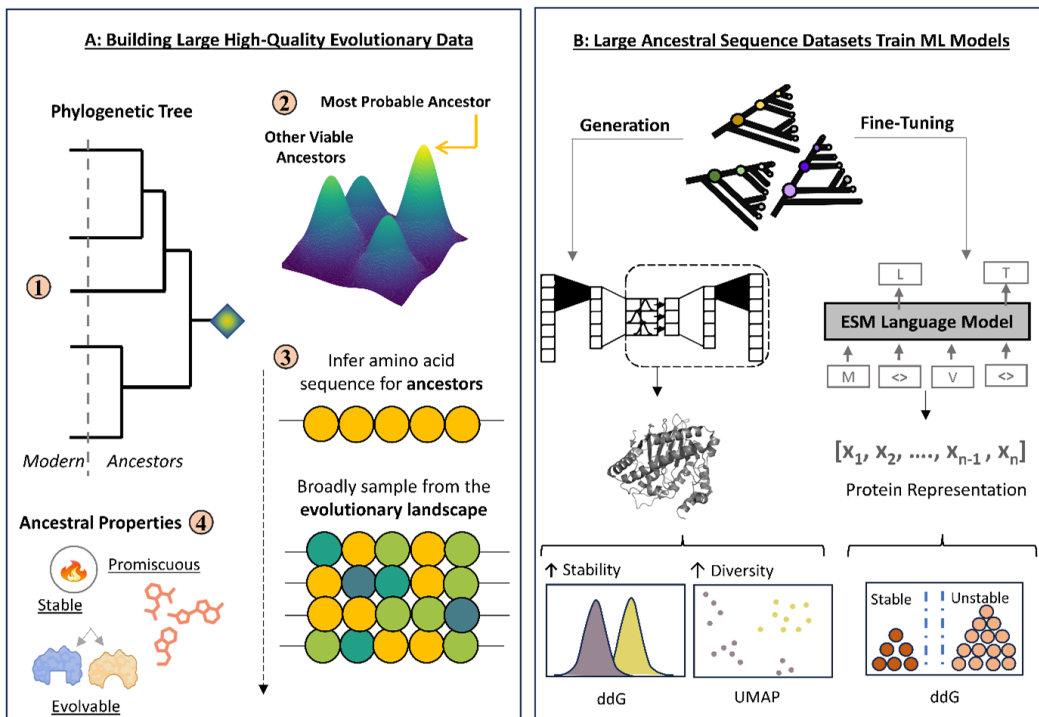 A: Building Large High-Quality Evolutionary Data
Phylogenetic Tree
1
Modern
Ancestors
2
Most Probable Ancestor
Other Viable
Ancestors
3
Infer amino acid
sequence for ancestors
Broadly sample from the
evolutionary landscape
Ancestral Properties 4
Promiscuous
Stable
Evolvable
B: Large Ancestral Sequence Datasets Train ML Models
Generation
Fine-Tuning
L
T
ESM Language Model
M
<>
V
<>
[x1, x2, ...., xn-1 , xn]
Protein Representation
↑ Stability
↑ Diversity
Stable
Unstable
ddG
UMAP
ddG